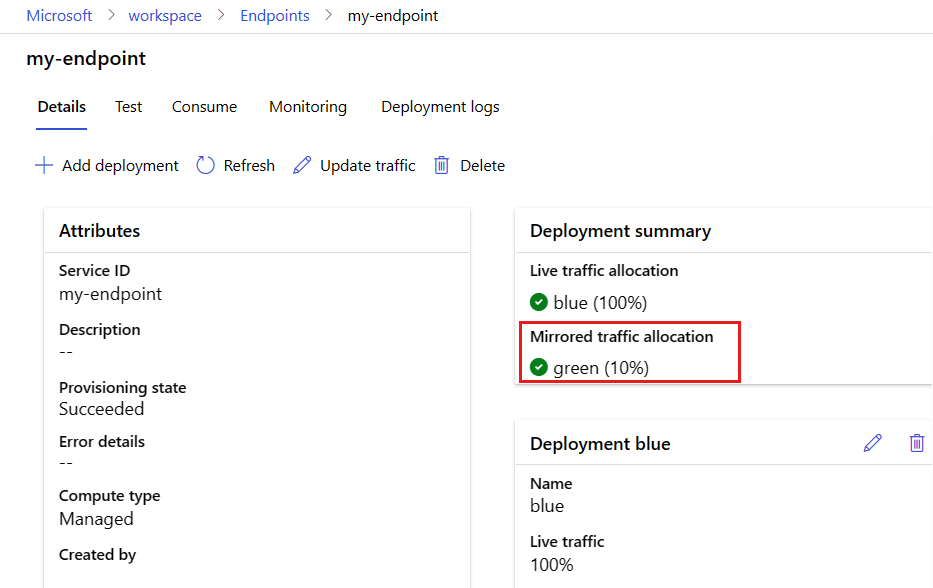 Microsoft > workspace > Endpoints > my-endpoint
my-endpoint
Details Test Consume Monitoring Deployment logs
Add deployment Refresh Update traffic Delete
Attributes
Service ID
my-endpoint
Description
--
Provisioning state
Succeeded
Error details
--
Compute type
Managed
Created by
Deployment summary
Live traffic allocation
blue (100%)
Mirrored traffic allocation
green (10%)
Deployment blue
Name
blue
Live traffic
100%